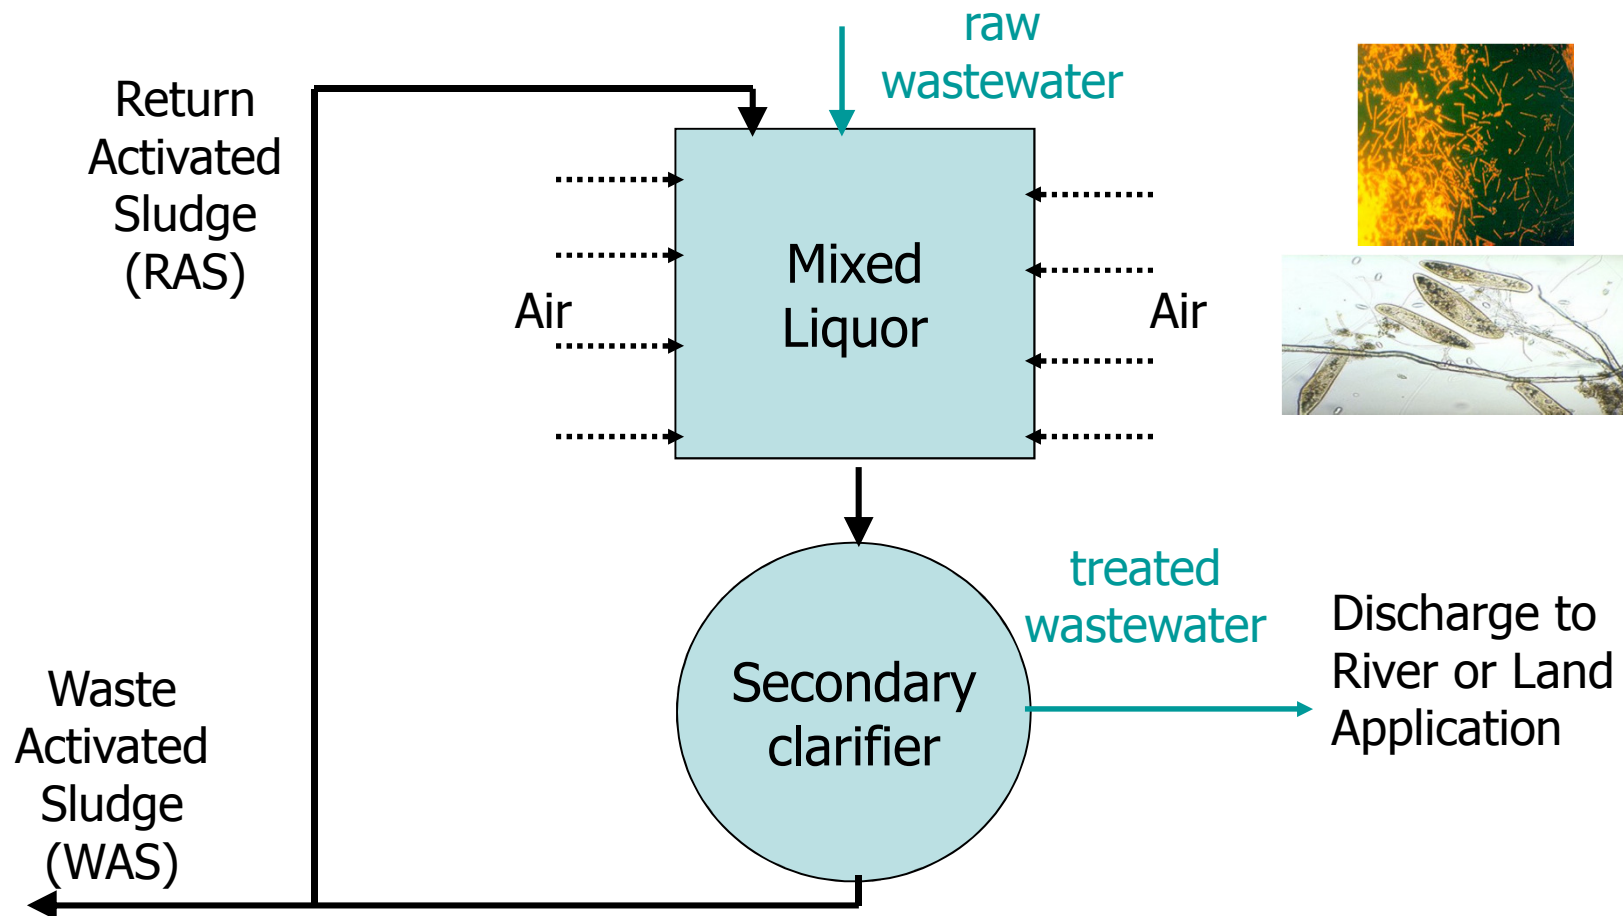 raw
wastewater
Return
Activated
Sludge
(RAS)
Air
Mixed
Liquor
Air
treated
wastewater
Discharge to
River or Land
Application
Secondary
clarifier
Waste
Activated
Sludge
(WAS)